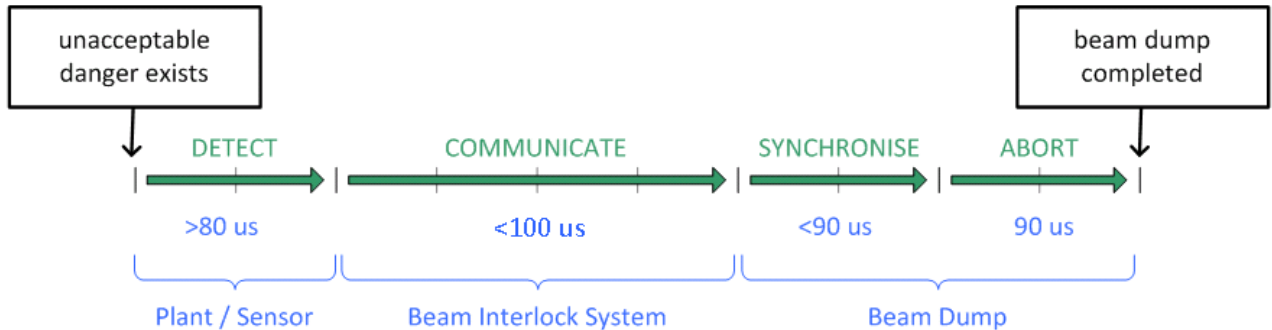 unacceptable
danger exists
beam dump
completed
DETECT
COMMUNICATE
SYNCHRONISE
ABORT
>80 us
<100 us
<90 us
90 us
Plant / Sensor
Beam Interlock System
Beam Dump